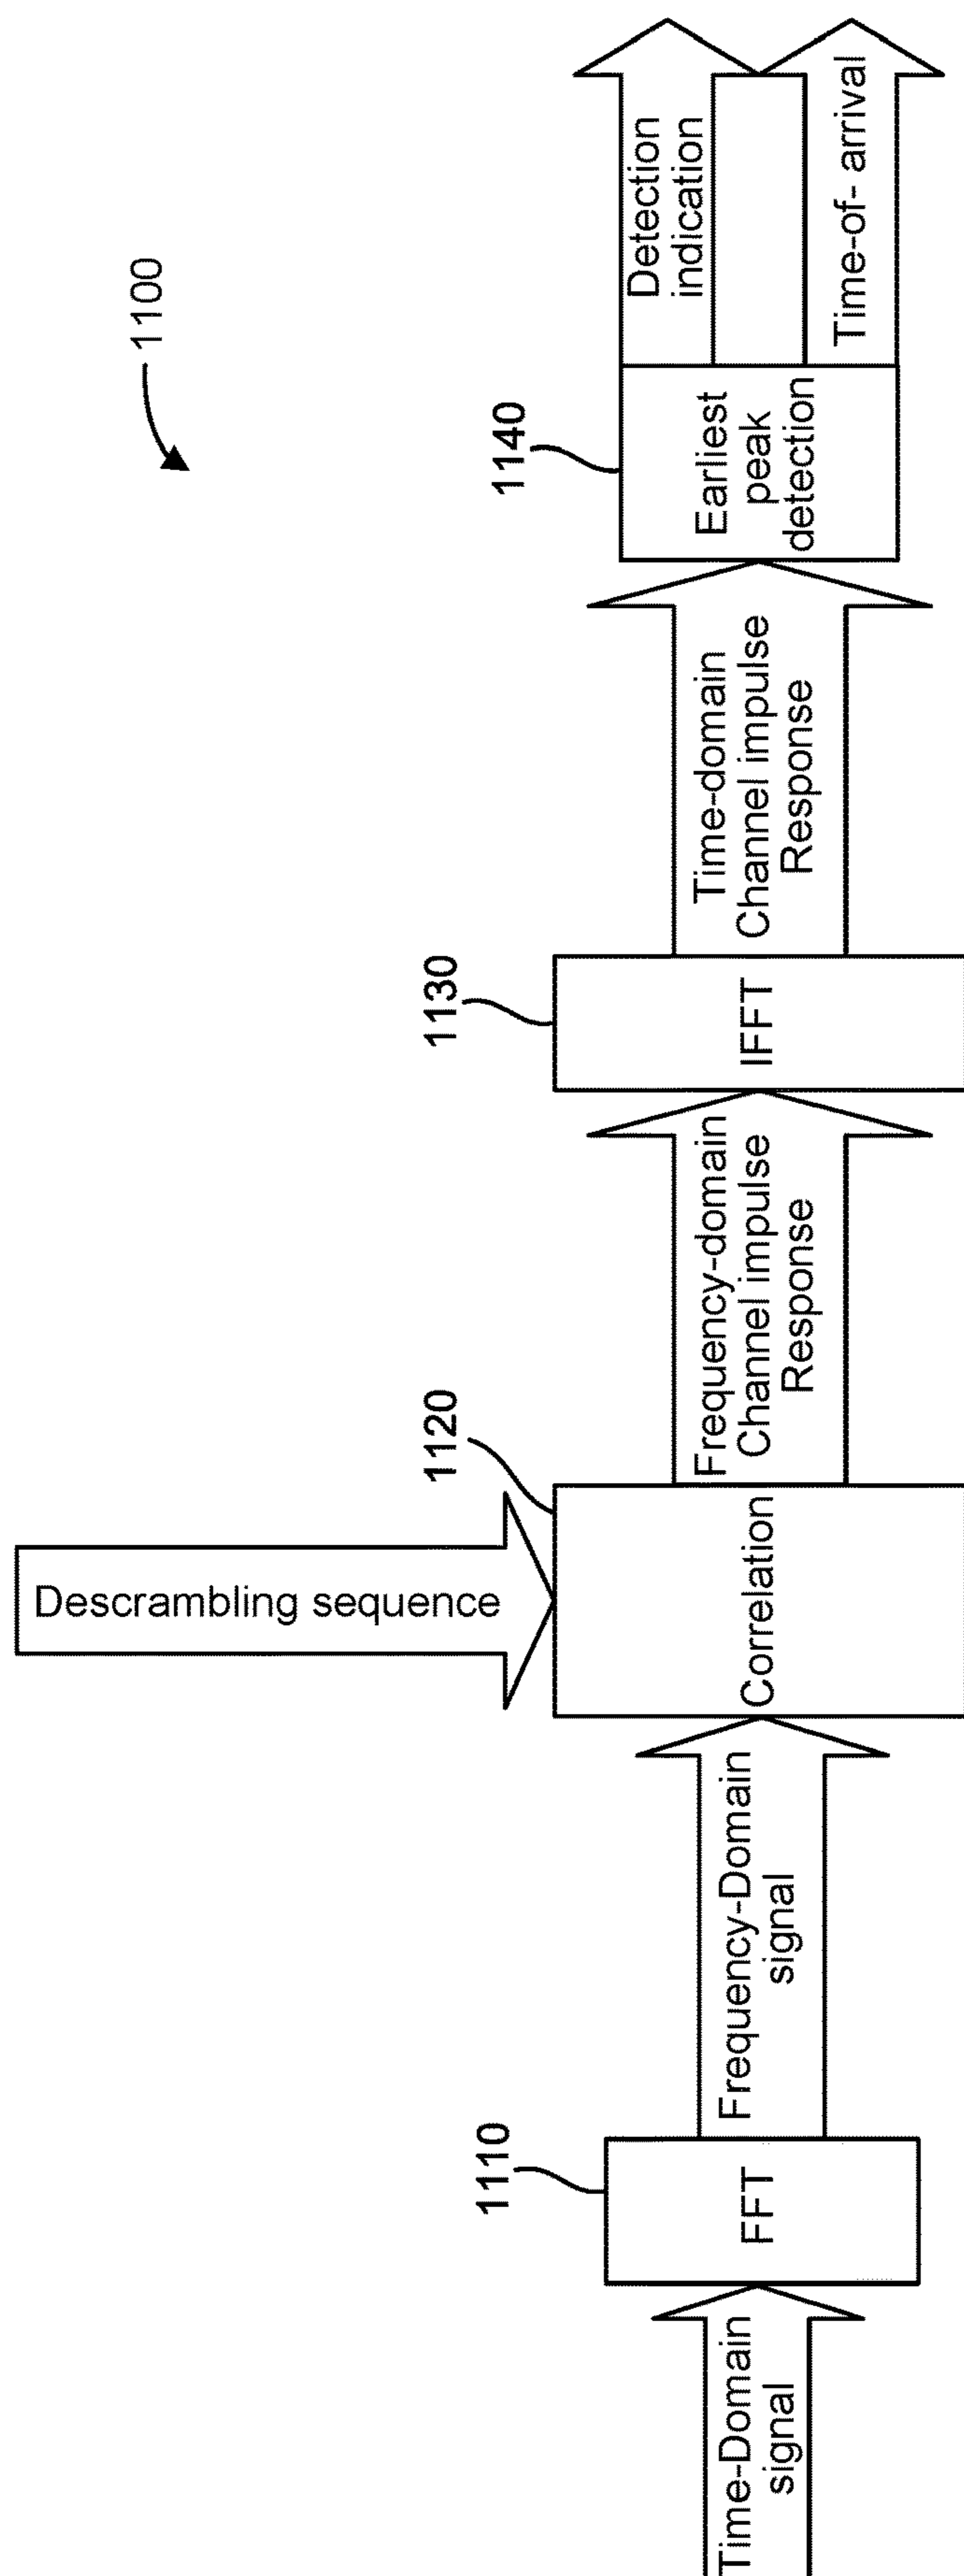 1100
Time-Domain
signal
1110
FFT
Frequency-Domain
signal
Descrambling sequence
1120
Correlation
Frequency-domain
Channel impulse
Response
1130
IFFT
Time-domain
Channel impulse
Response
1140
Earliest
peak
detection
Detection
indication
Time-of- arrival